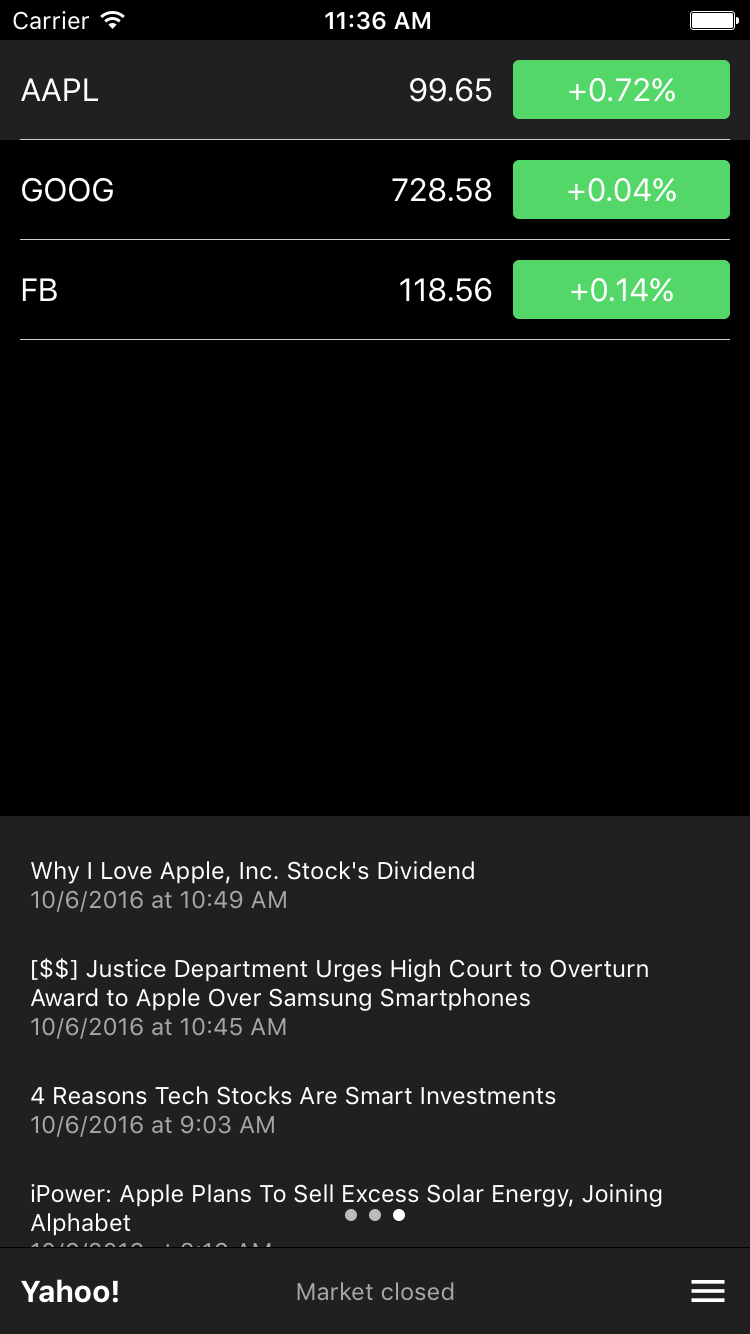 Carrier 11:36 AM
AAPL 99.65 +0.72%
GOOG 728.58 +0.04%
FB 118.56 +0.14%
Why I Love Apple, Inc. Stock's Dividend
10/6/2016 at 10:49 AM
[$$] Justice Department Urges High Court to Overturn
Award to Apple Over Samsung Smartphones
10/6/2016 at 10:45 AM
4 Reasons Tech Stocks Are Smart Investments
10/6/2016 at 9:03 AM
iPower: Apple Plans To Sell Excess Solar Energy, Joining
Alphabet
Yahoo! Market closed